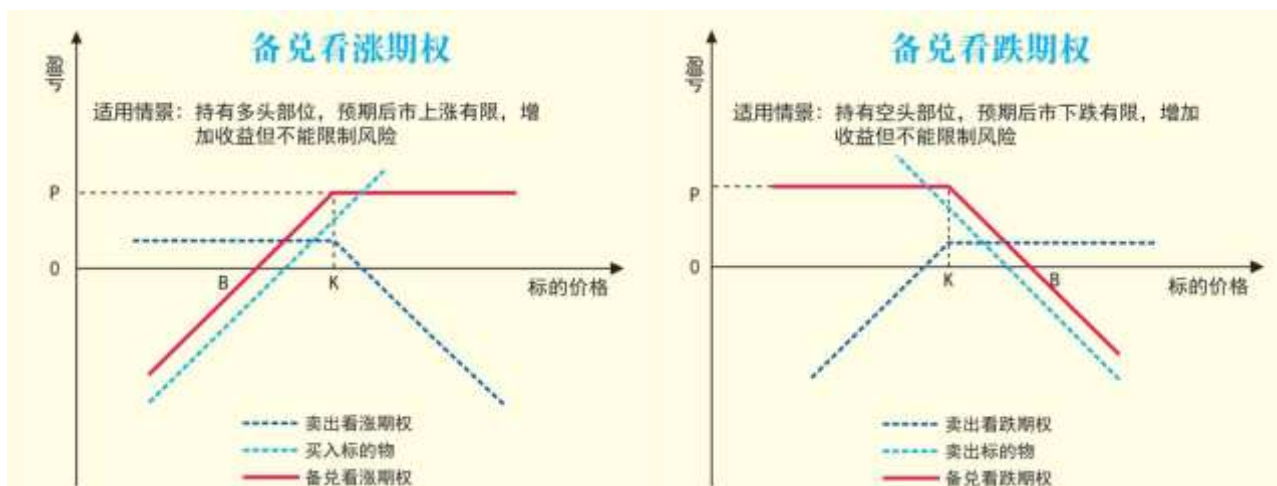 备兑看涨期权
盈亏
适用情景：持有多头部位，预期后市上涨有限，增
加收益但不能限制风险
P
0
B
K
标的价格
卖出看涨期权
买入标的物
备兑看涨期权
备兑看跌期权
盈亏
适用情景：持有空头部位，预期后市下跌有限，增加
收益但不能限制风险
P
0
K
B
标的价格
卖出看跌期权
卖出标的物
备兑看跌期权